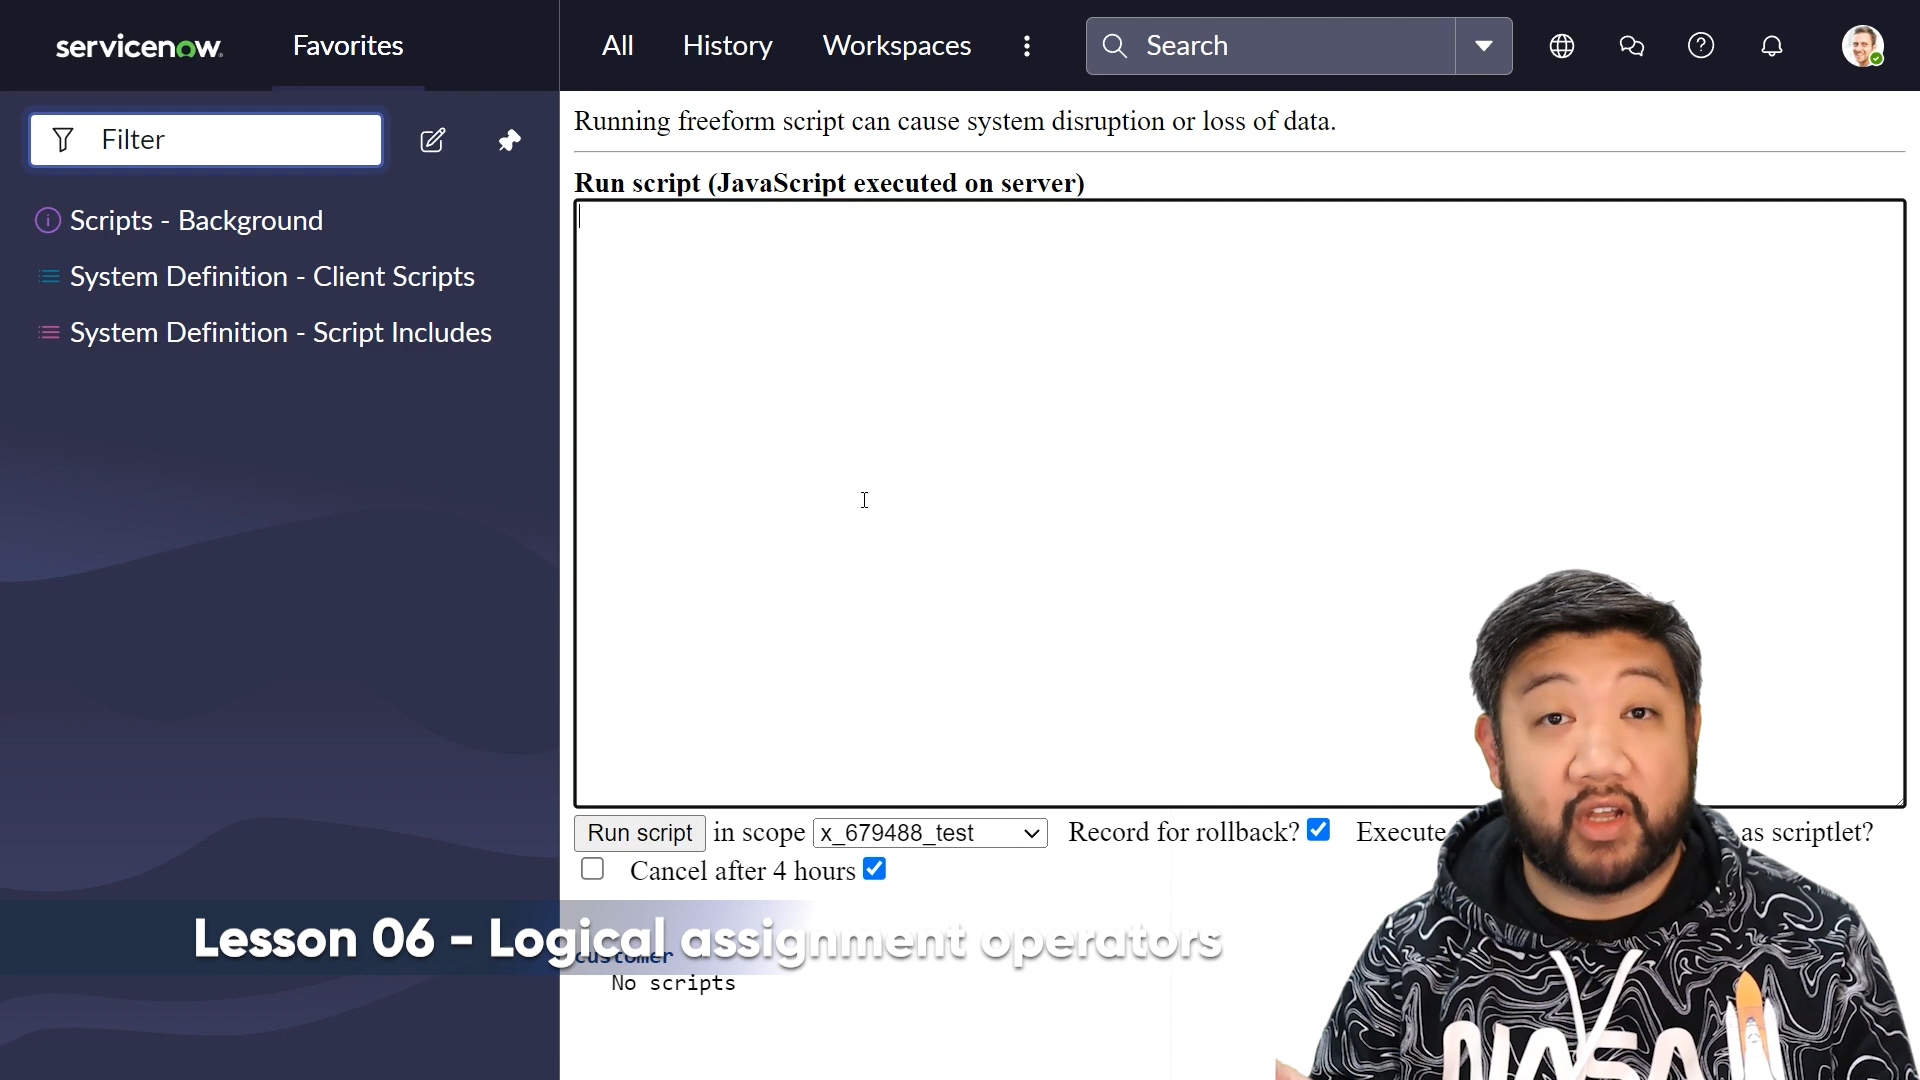 servicenow.
Favorites
All
History
Workspaces
Search
Filter
Scripts - Background
System Definition - Client Scripts
System Definition - Script Includes
Running freeform script can cause system disruption or loss of data.
Run script (JavaScript executed on server)
Run script in scope x_679488_test Record for rollback? Execute as scriptlet?
Cancel after 4 hours
Lesson 06 - Logical assignment operators
customer
No scripts
NASA